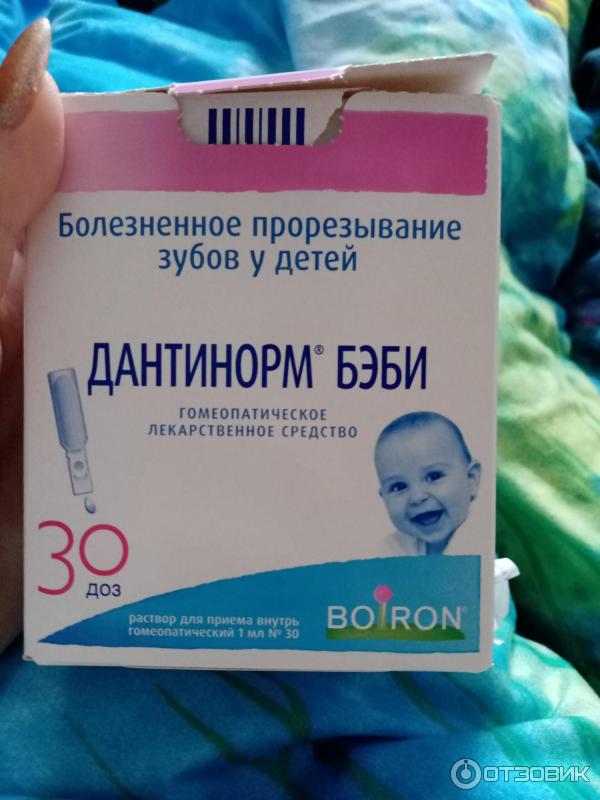 Болезненное прорезывание
зубов у детей
ДАНТИНОРМ® БЭБИ
ГОМЕОПАТИЧЕСКОЕ
ЛЕКАРСТВЕННОЕ СРЕДСТВО
30
доз
раствор для приема внутрь
гомеопатический 1 мл № 30
BOIRON®
ОТЗОВИК